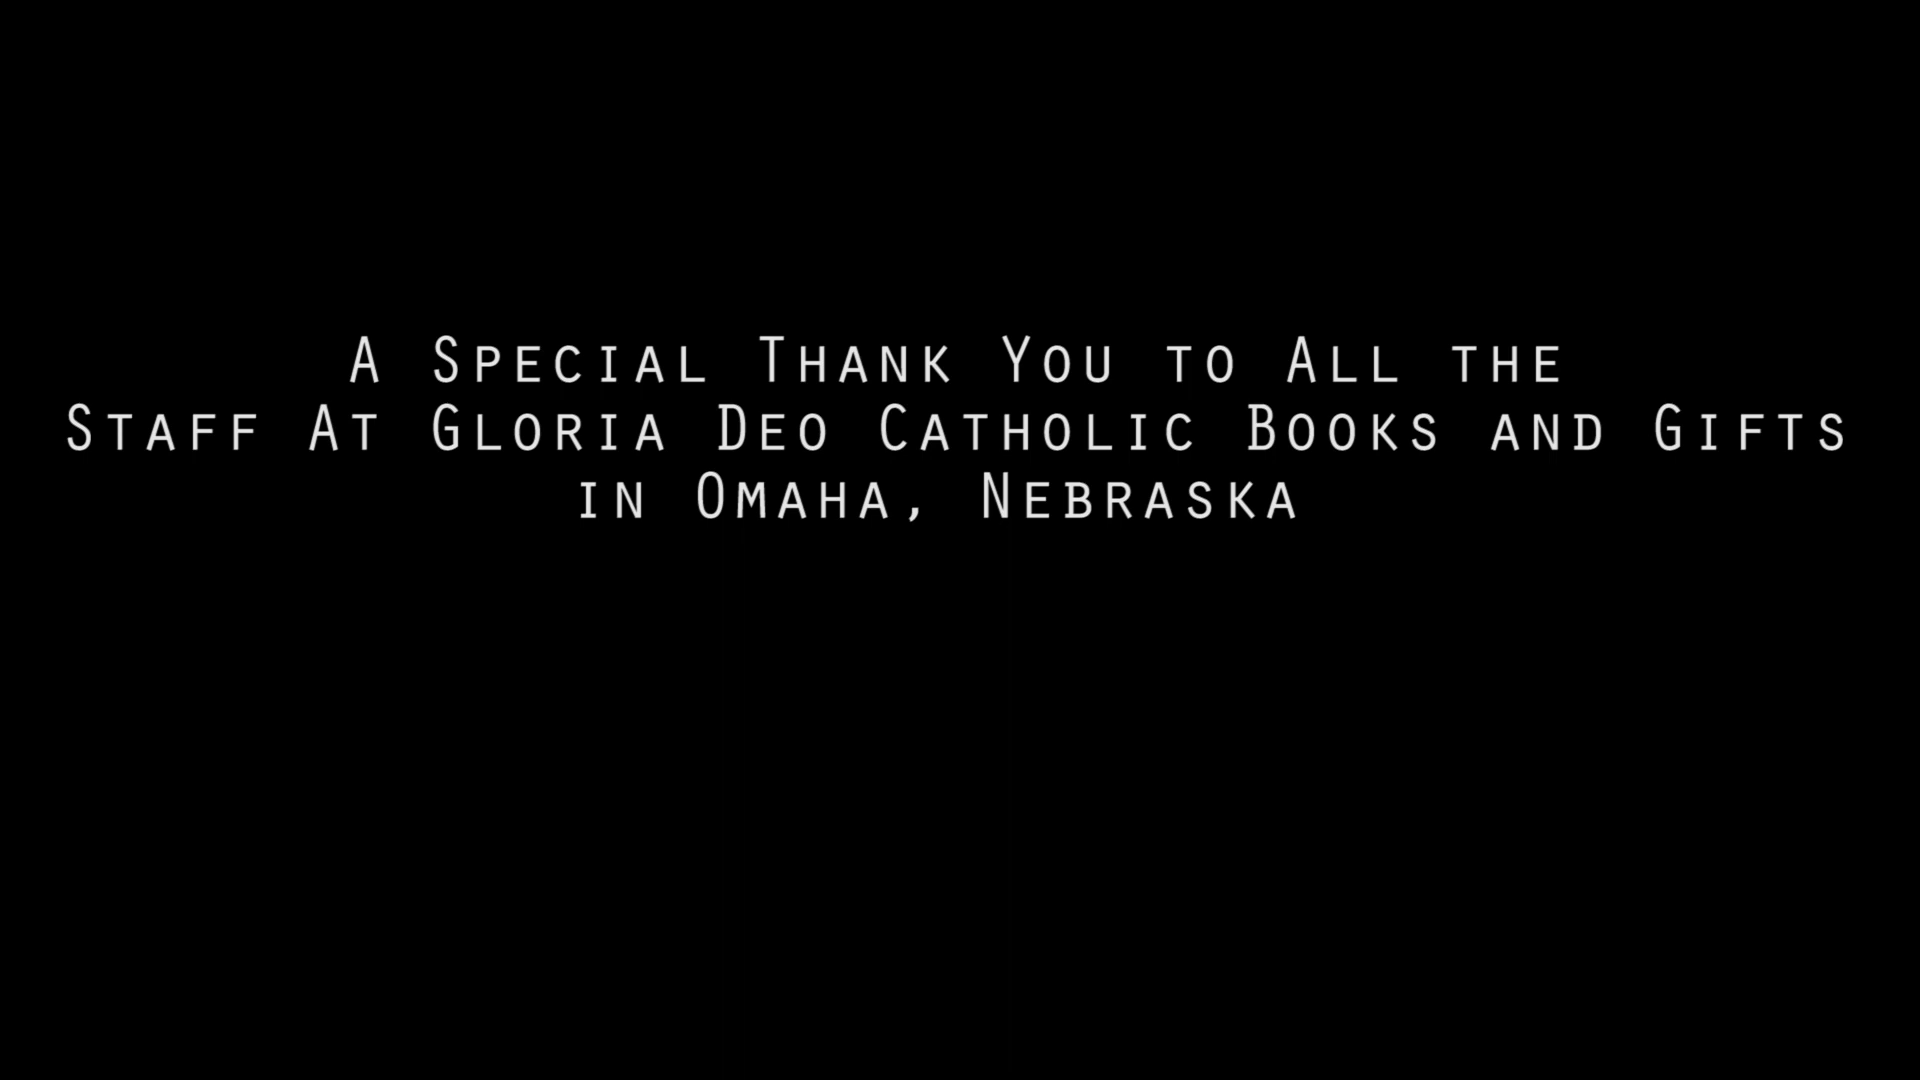 A Special Thank You to All the
Staff At Gloria Deo Catholic Books and Gifts
in Omaha, Nebraska